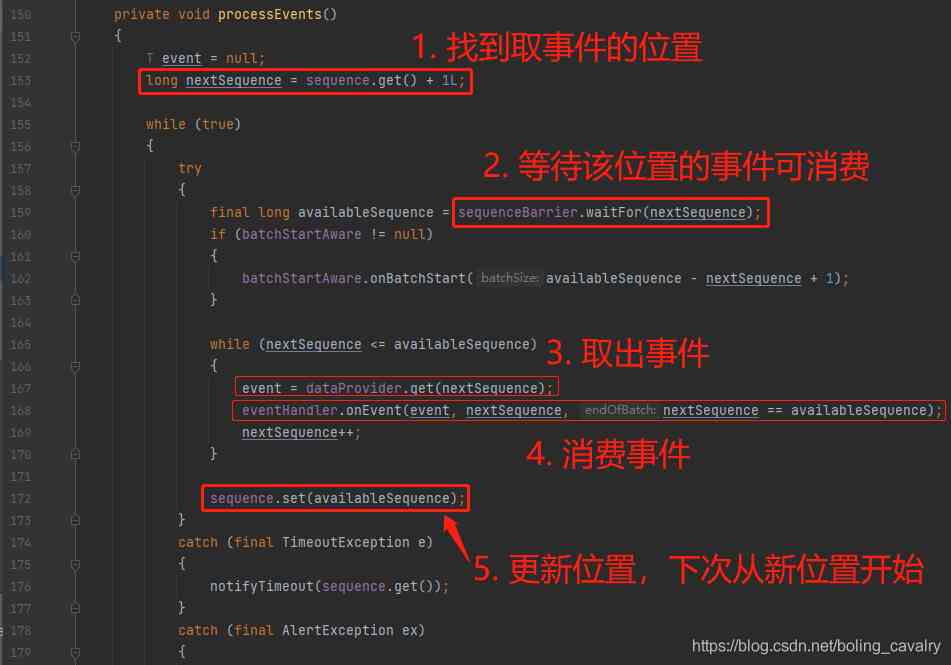 150 private void processEvents()
151 {
1. 找到取事件的位置
152 T event = null;
153 long nextSequence = sequence.get() + 1L;
154
155 while (true)
156 {
157 try
2. 等待该位置的事件可消费
158 {
159 final long availableSequence = sequenceBarrier.waitFor(nextSequence);
160 if (batchStartAware != null)
161 {
162 batchStartAware.onBatchStart( batchSize: availableSequence - nextSequence + 1);
163 }
164
165 while (nextSequence <= availableSequence)
3. 取出事件
166 {
167 event = dataProvider.get(nextSequence);
168 eventHandler.onEvent(event, nextSequence, endOfBatch: nextSequence == availableSequence);
169 nextSequence++;
170 }
4. 消费事件
171
172 sequence.set(availableSequence);
173 }
174 catch (final TimeoutException e)
175 {
5. 更新位置，下次从新位置开始
176 notifyTimeout(sequence.get());
177 }
178 catch (final AlertException ex)
179 {
https://blog.csdn.net/boling_cavalry